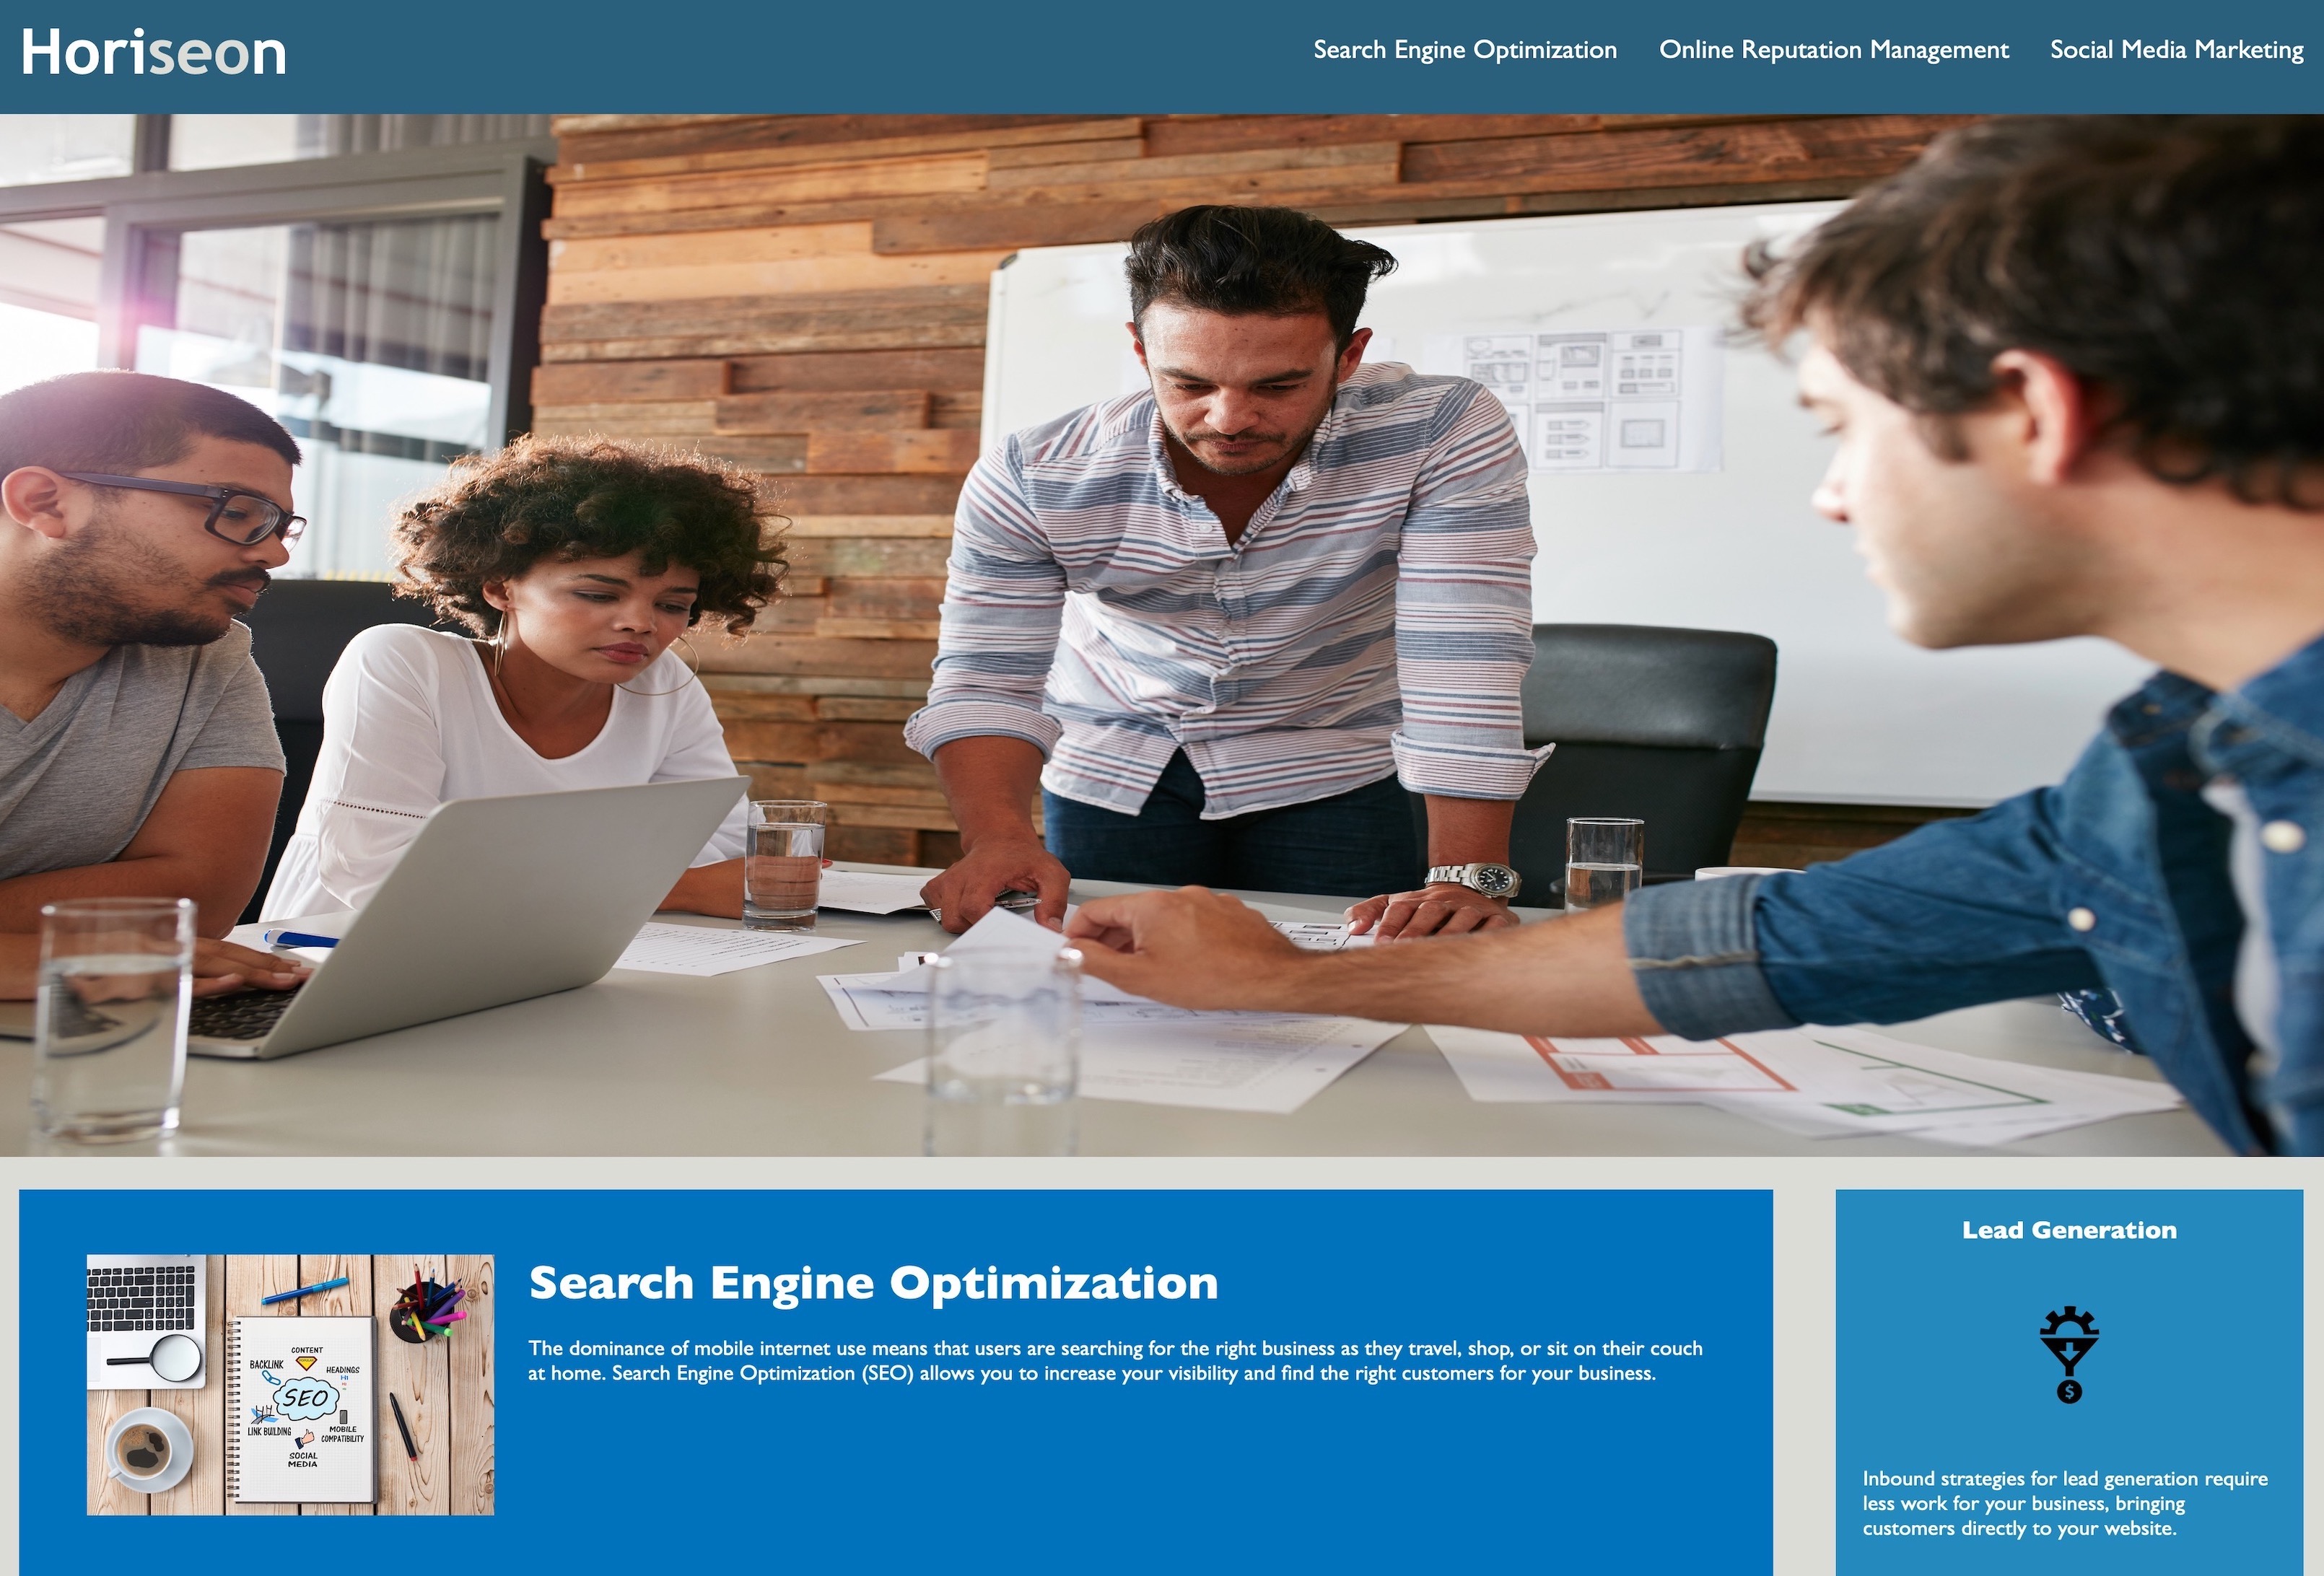 Horiseon
Search Engine Optimization
Online Reputation Management
Social Media Marketing
CONTENT
BACKLINK
HEADINGS
HI
SEO
LINK BUILDING
MOBILE
COMPATIBILITY
SOCIAL
MEDIA
Search Engine Optimization
The dominance of mobile internet use means that users are searching for the right business as they travel, shop, or sit on their couch
at home. Search Engine Optimization (SEO) allows you to increase your visibility and find the right customers for your business.
Lead Generation
$
Inbound strategies for lead generation require
less work for your business, bringing
customers directly to your website.